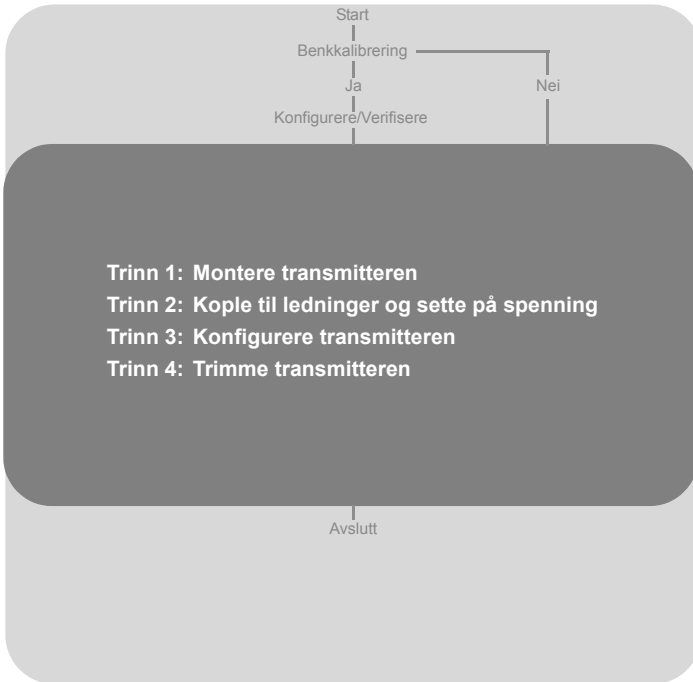 Start
Benkkalibrering
Ja Nei
Konfigurere/Verifisere
Trinn 1: Montere transmitteren
Trinn 2: Kople til ledninger og sette på spenning
Trinn 3: Konfigurere transmitteren
Trinn 4: Trimme transmitteren
Avslutt